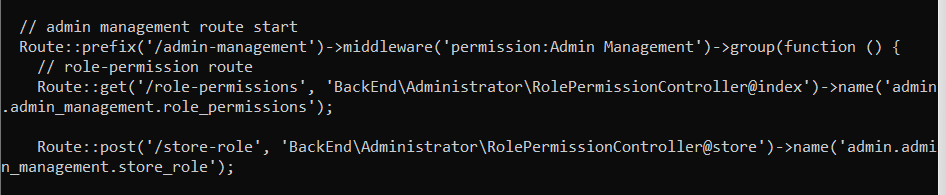 // admin management route start
Route::prefix('/admin-management')->middleware('permission:Admin Management')->group(function () {
// role-permission route
Route::get('/role-permissions', 'BackEnd\Administrator\RolePermissionController@index')->name('admin
.admin_management.role_permissions');
Route::post('/store-role', 'BackEnd\Administrator\RolePermissionController@store')->name('admin.admi
n_management.store_role');